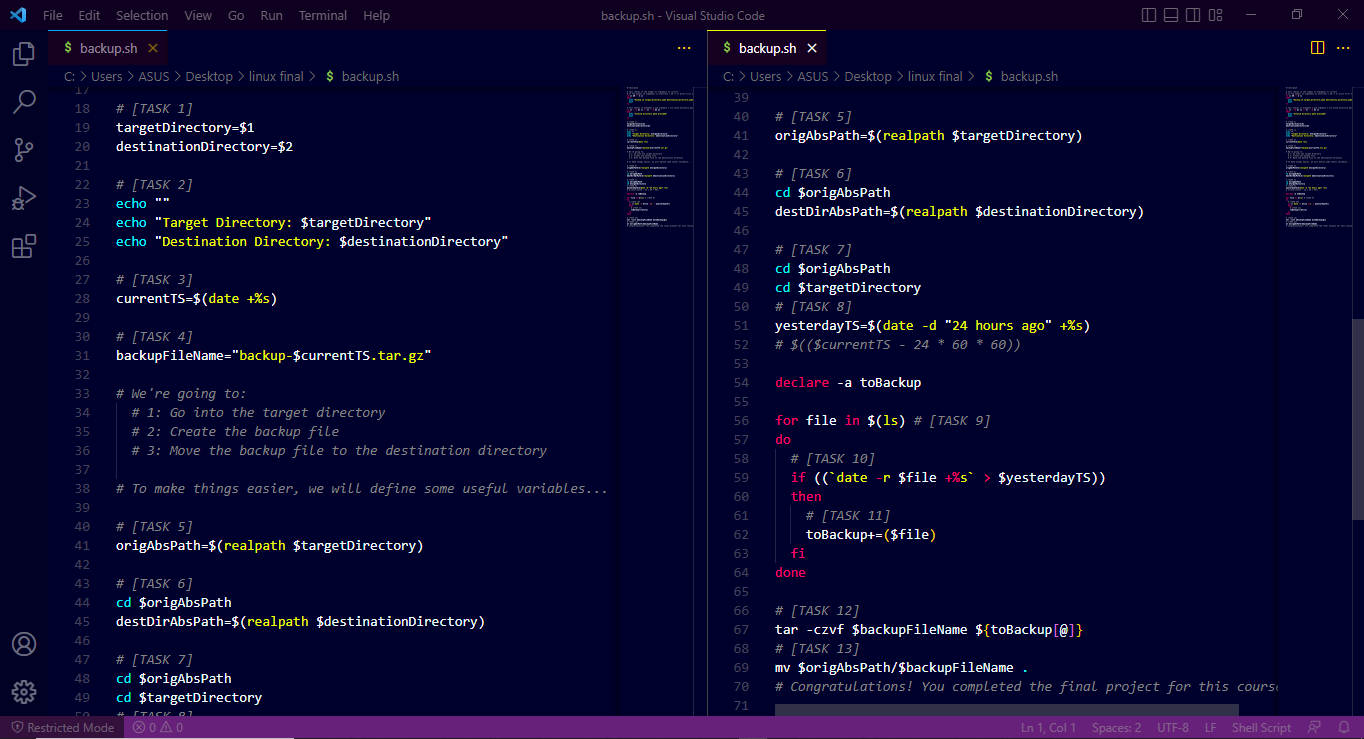 File Edit Selection View Go Run Terminal Help backup.sh - Visual Studio Code
$ backup.sh
C: > Users > ASUS > Desktop > linux final > $ backup.sh
17
18 # [TASK 1]
19 targetDirectory=$1
20 destinationDirectory=$2
21
22 # [TASK 2]
23 echo ""
24 echo "Target Directory: $targetDirectory"
25 echo "Destination Directory: $destinationDirectory"
26
27 # [TASK 3]
28 currentTS=$(date +%s)
29
30 # [TASK 4]
31 backupFileName="backup-$currentTS.tar.gz"
32
33 # We're going to:
34 # 1: Go into the target directory
35 # 2: Create the backup file
36 # 3: Move the backup file to the destination directory
37
38 # To make things easier, we will define some useful variables...
39
40 # [TASK 5]
41 origAbsPath=$(realpath $targetDirectory)
42
43 # [TASK 6]
44 cd $origAbsPath
45 destDirAbsPath=$(realpath $destinationDirectory)
46
47 # [TASK 7]
48 cd $origAbsPath
49 cd $targetDirectory
50 # [TASK 8]
$ backup.sh
C: > Users > ASUS > Desktop > linux final > $ backup.sh
39
40 # [TASK 5]
41 origAbsPath=$(realpath $targetDirectory)
42
43 # [TASK 6]
44 cd $origAbsPath
45 destDirAbsPath=$(realpath $destinationDirectory)
46
47 # [TASK 7]
48 cd $origAbsPath
49 cd $targetDirectory
50 # [TASK 8]
51 yesterdayTS=$(date -d "24 hours ago" +%s)
52 # $(($currentTS - 24 * 60 * 60))
53
54 declare -a toBackup
55
56 for file in $(ls) # [TASK 9]
57 do
58 # [TASK 10]
59 if ((`date -r $file +%s` > $yesterdayTS))
60 then
61 # [TASK 11]
62 toBackup+=($file)
63 fi
64 done
65
66 # [TASK 12]
67 tar -czvf $backupFileName ${toBackup[@]}
68 # [TASK 13]
69 mv $origAbsPath/$backupFileName .
70 # Congratulations! You completed the final project for this course
71
Restricted Mode 0 0 Ln 1, Col 1 Spaces: 2 UTF-8 LF Shell Script